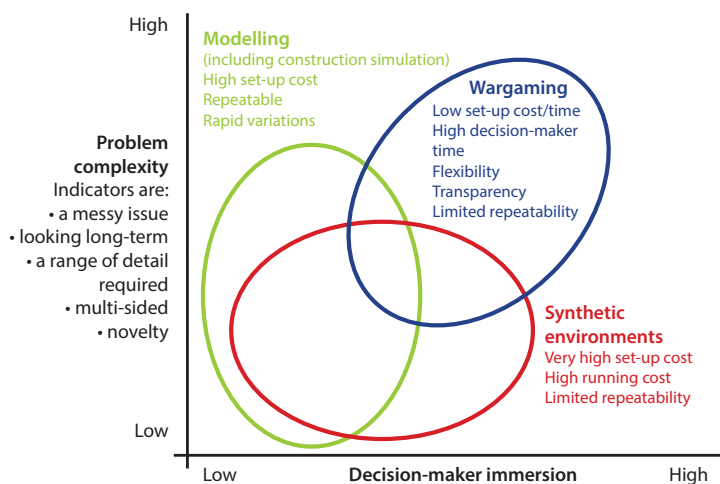 High
Modelling
(including construction simulation)
High set-up cost
Repeatable
Rapid variations
Wargaming
Low set-up cost/time
High decision-maker
time
Flexibility
Transparency
Limited repeatability
Problem
complexity
Indicators are:
• a messy issue
• looking long-term
• a range of detail
required
• multi-sided
• novelty
Synthetic
environments
Very high set-up cost
High running cost
Limited repeatability
Low
Low
Decision-maker immersion
High